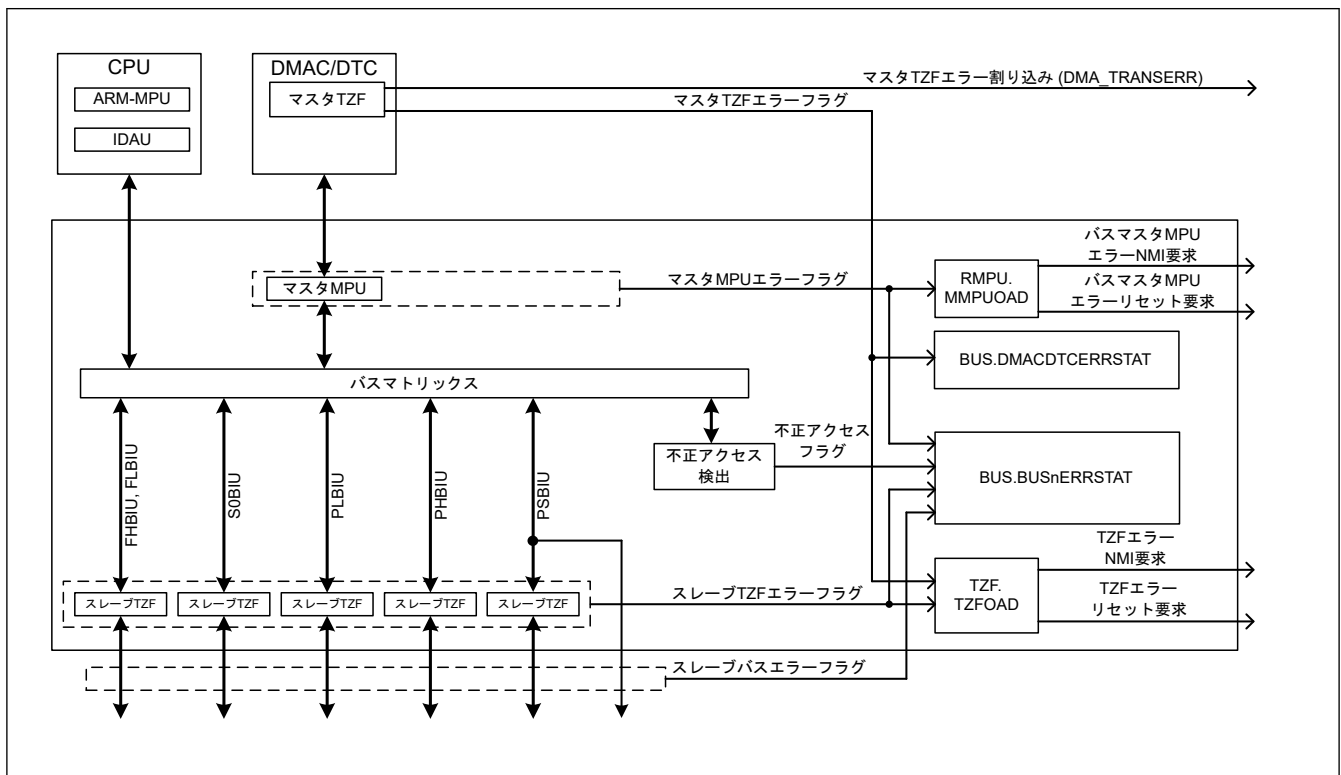 CPU
ARM-MPU
IDAU
DMAC/DTC
マスタTZF
マスタTZFエラー割り込み (DMA_TRANSERR)
マスタTZFエラーフラグ
マスタMPU
マスタMPUエラーフラグ
RMPU.
MMPUOAD
バスマスタMPU
エラーNMI要求
バスマスタMPU
エラーリセット要求
BUS.DMACDTCERRSTAT
バスマトリックス
不正アクセス
検出
不正アクセス
フラグ
BUS.BUSnERRSTAT
FHBIU, FLBIU
S0BIU
PLBIU
PHBIU
PSBIU
スレーブTZF
スレーブTZF
スレーブTZF
スレーブTZF
スレーブTZF
スレーブTZFエラーフラグ
TZF.
TZFOAD
TZFエラー
NMI要求
TZFエラー
リセット要求
スレーブバスエラーフラグ